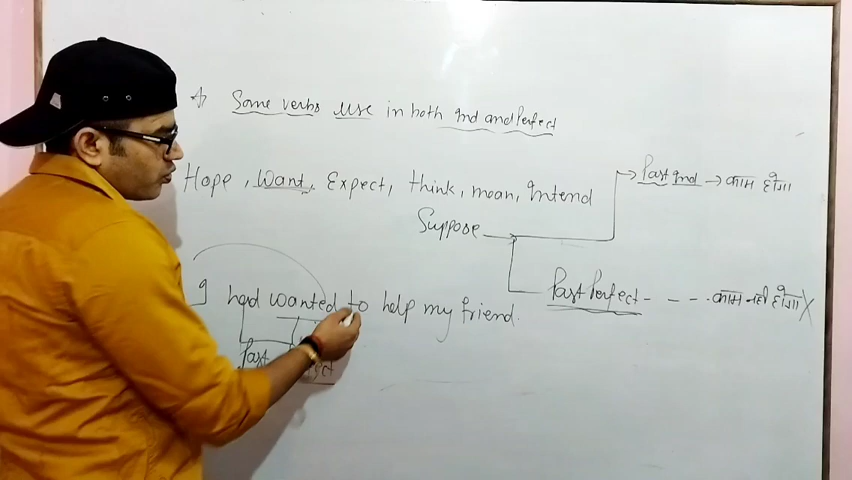 Some verbs use in both Ind and Perfect
Hope, Want, Expect, think, mean, Intend
Suppose
Past Ind → काम होगा
Past Perfect - - - - काम नहीं होगा X
I had wanted to help my friend.
Past